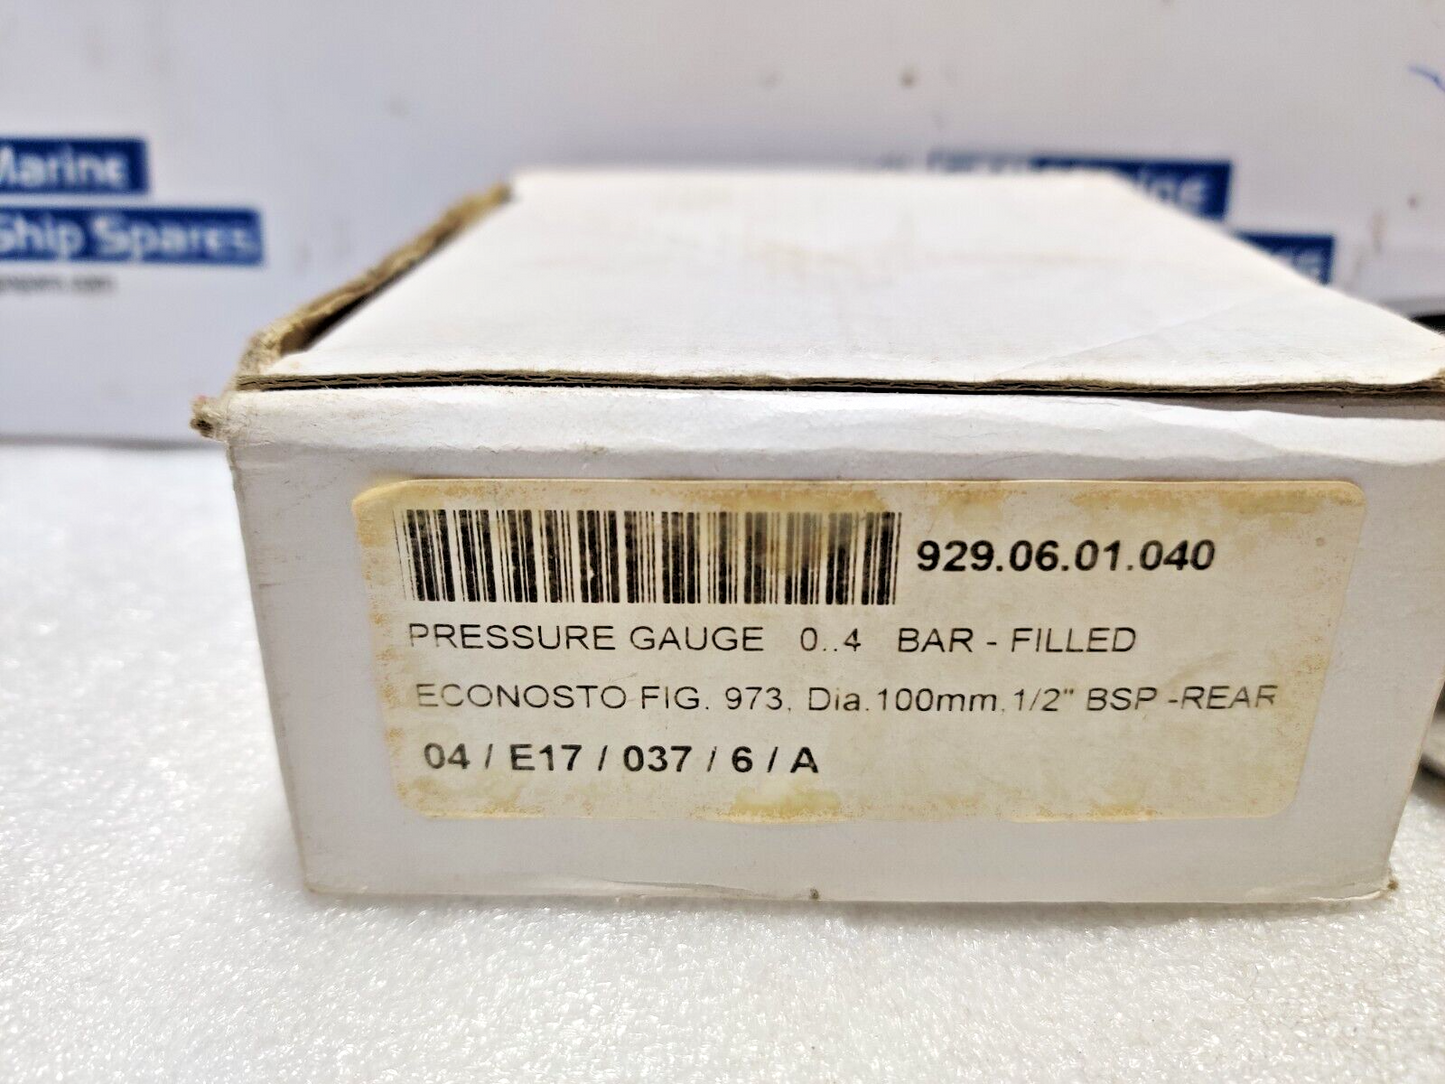 Marine
Ship Spares
929.06.01.040
PRESSURE GAUGE 0..4 BAR - FILLED
ECONOSTO FIG. 973, Dia.100mm,1/2" BSP -REAR
04 / E17 / 037 / 6 / A